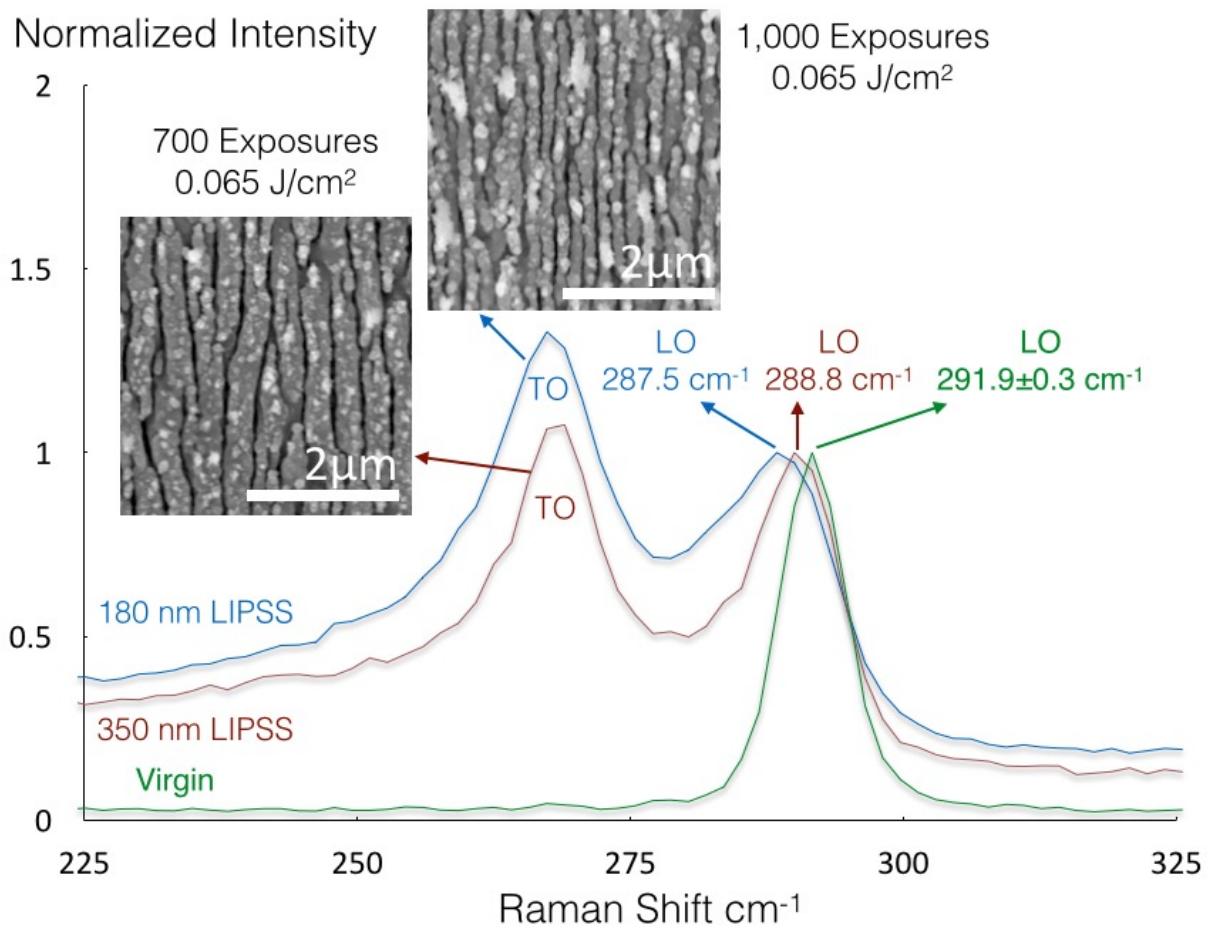 Normalized Intensity
1,000 Exposures
0.065 J/cm²
700 Exposures
0.065 J/cm²
2µm
2µm
2
1.5
1
0.5
0
LO
287.5 cm⁻¹
LO
288.8 cm⁻¹
LO
291.9±0.3 cm⁻¹
TO
TO
180 nm LIPSS
350 nm LIPSS
Virgin
225
250
275
300
325
Raman Shift cm⁻¹